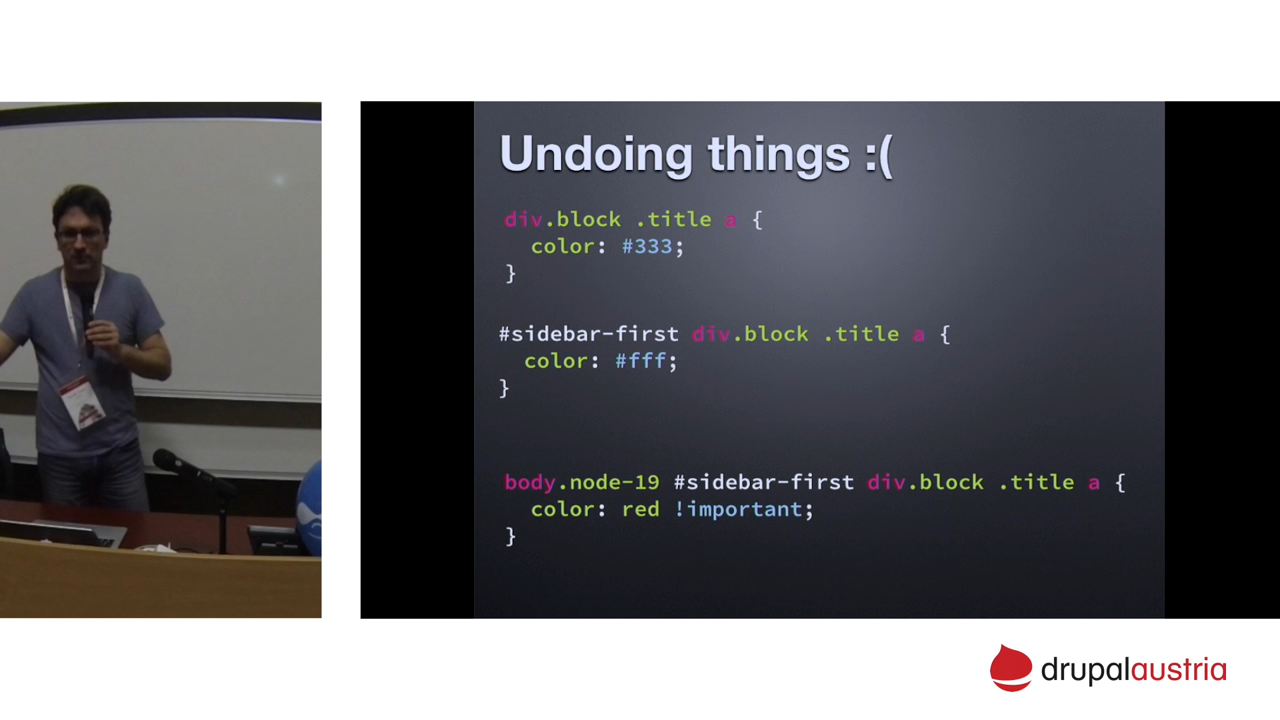 Undoing things :(
div.block .title a {
color: #333;
}
#sidebar-first div.block .title a {
color: #fff;
}
body.node-19 #sidebar-first div.block .title a {
color: red !important;
}
drupalaustria